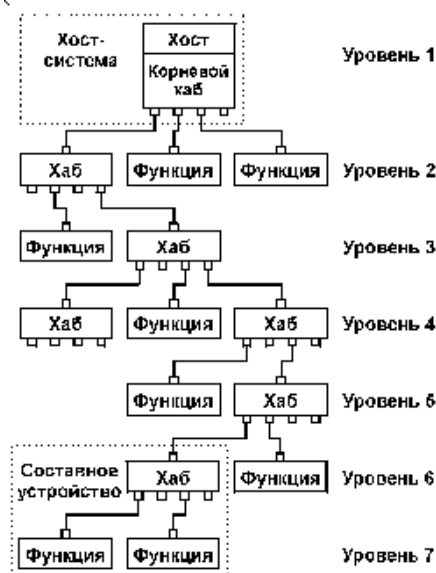 Хост-
система
Хост
Корневой
хаб
Уровень 1
Хаб
Функция
Функция
Уровень 2
Функция
Хаб
Уровень 3
Хаб
Функция
Хаб
Уровень 4
Функция
Хаб
Уровень 5
Составное
устройство
Хаб
Функция
Уровень 6
Функция
Функция
Уровень 7